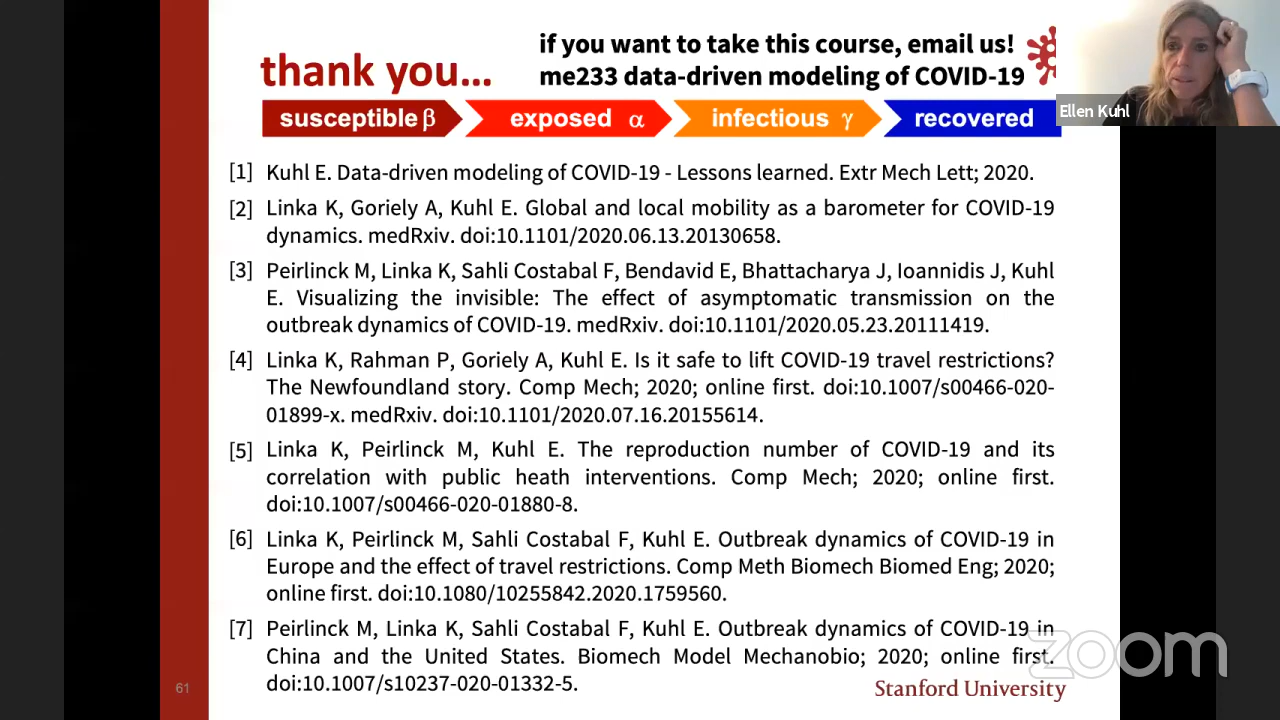 thank you...
if you want to take this course, email us!
me233 data-driven modeling of COVID-19
Ellen Kuhl
susceptible β
exposed α
infectious γ
recovered
[1] Kuhl E. Data-driven modeling of COVID-19 - Lessons learned. Extr Mech Lett; 2020.
[2] Linka K, Goriely A, Kuhl E. Global and local mobility as a barometer for COVID-19
dynamics. medRxiv. doi:10.1101/2020.06.13.20130658.
[3] Peirlinck M, Linka K, Sahli Costabal F, Bendavid E, Bhattacharya J, Ioannidis J, Kuhl
E. Visualizing the invisible: The effect of asymptomatic transmission on the
outbreak dynamics of COVID-19. medRxiv. doi:10.1101/2020.05.23.20111419.
[4] Linka K, Rahman P, Goriely A, Kuhl E. Is it safe to lift COVID-19 travel restrictions?
The Newfoundland story. Comp Mech; 2020; online first. doi:10.1007/s00466-020-
01899-x. medRxiv. doi:10.1101/2020.07.16.20155614.
[5] Linka K, Peirlinck M, Kuhl E. The reproduction number of COVID-19 and its
correlation with public heath interventions. Comp Mech; 2020; online first.
doi:10.1007/s00466-020-01880-8.
[6] Linka K, Peirlinck M, Sahli Costabal F, Kuhl E. Outbreak dynamics of COVID-19 in
Europe and the effect of travel restrictions. Comp Meth Biomech Biomed Eng; 2020;
online first. doi:10.1080/10255842.2020.1759560.
[7] Peirlinck M, Linka K, Sahli Costabal F, Kuhl E. Outbreak dynamics of COVID-19 in
China and the United States. Biomech Model Mechanobio; 2020; online first.
doi:10.1007/s10237-020-01332-5.
zoom
61
Stanford University